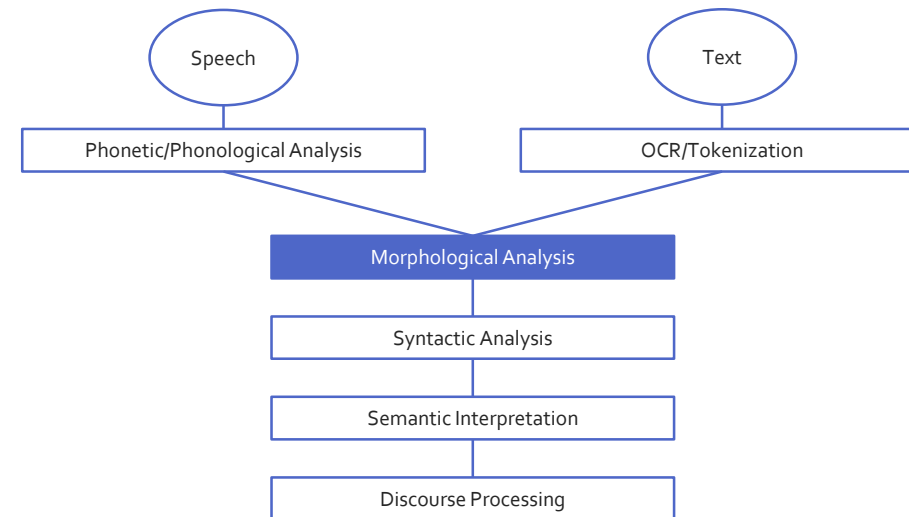 Speech
Text
Phonetic/Phonological Analysis
OCR/Tokenization
Morphological Analysis
Syntactic Analysis
Semantic Interpretation
Discourse Processing